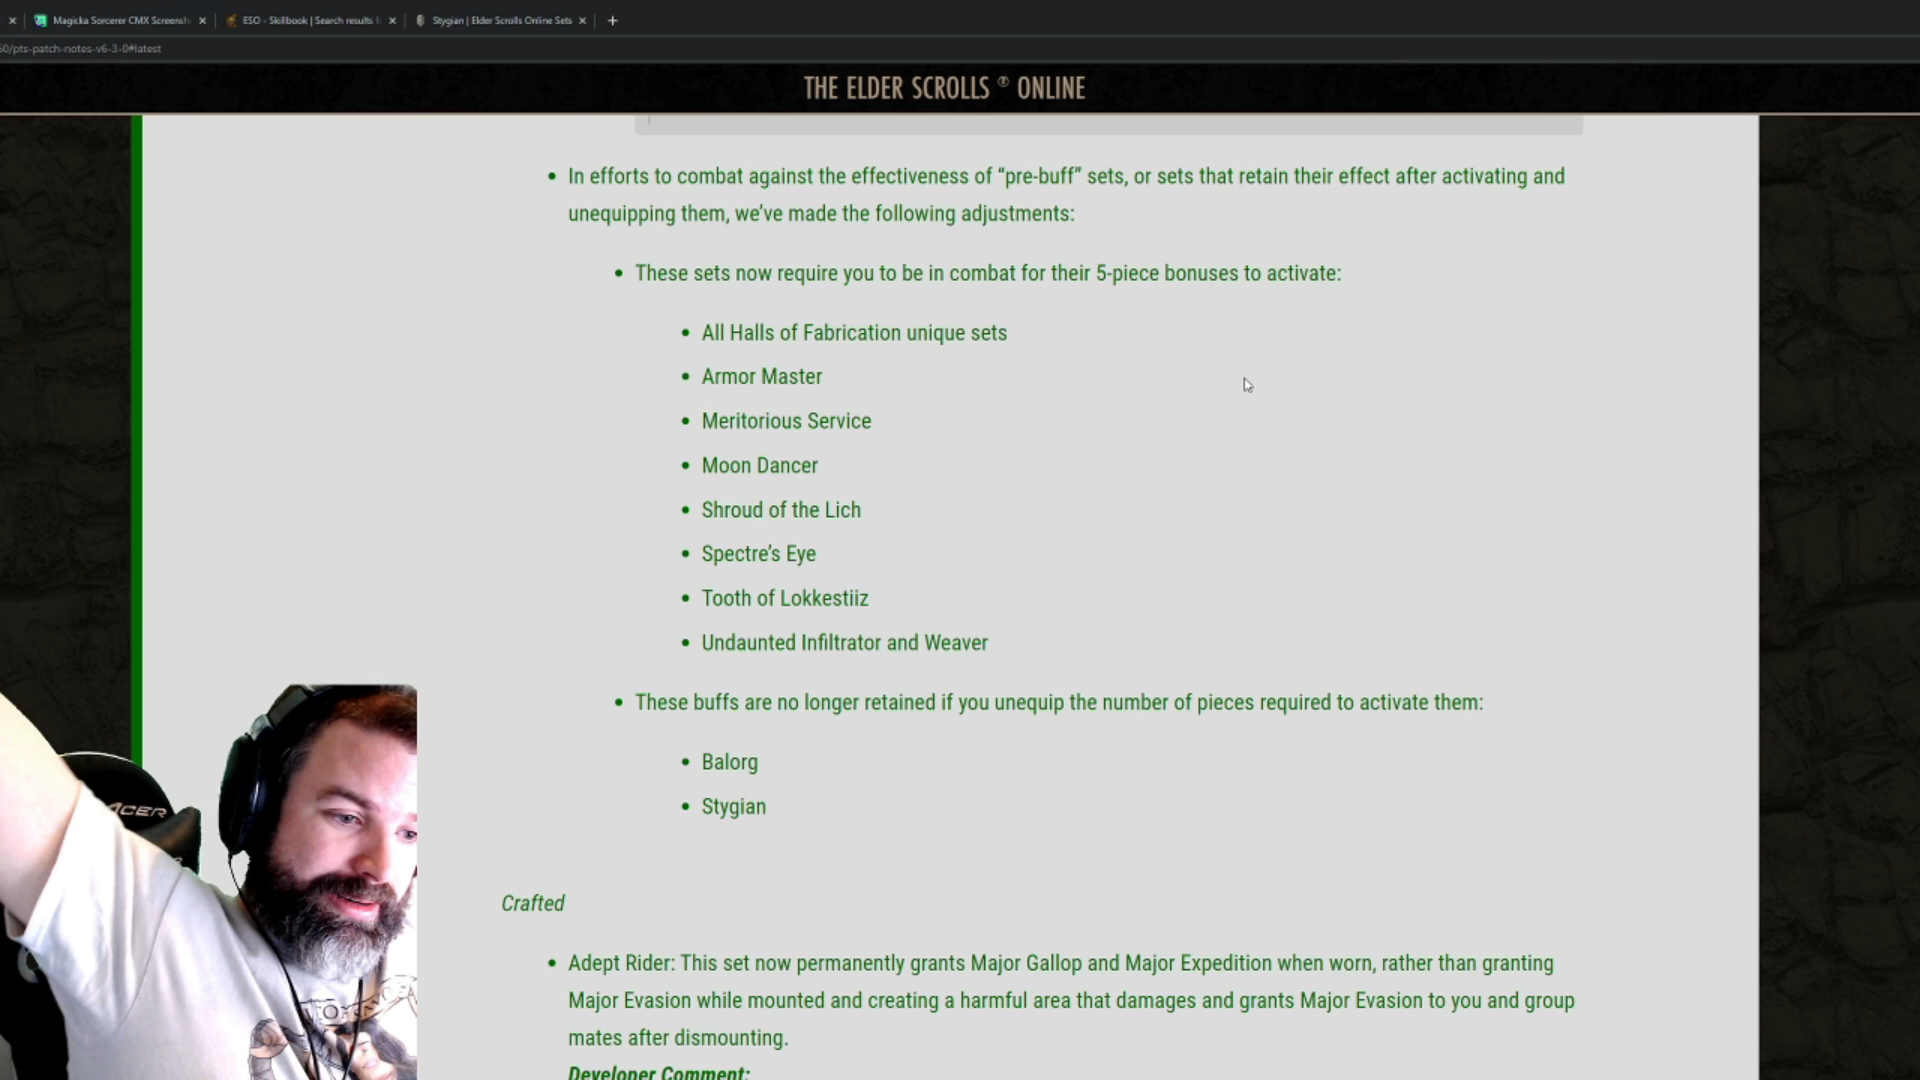 Magicka Sorcerer CMX Screensh
ESO - Skillbook | Search results
Stygian | Elder Scrolls Online Sets
/pts-patch-notes-v6-3-0#latest
THE ELDER SCROLLS ® ONLINE
• In efforts to combat against the effectiveness of “pre-buff” sets, or sets that retain their effect after activating and
unequipping them, we’ve made the following adjustments:
• These sets now require you to be in combat for their 5-piece bonuses to activate:
• All Halls of Fabrication unique sets
• Armor Master
• Meritorious Service
• Moon Dancer
• Shroud of the Lich
• Spectre’s Eye
• Tooth of Lokkestiiz
• Undaunted Infiltrator and Weaver
• These buffs are no longer retained if you unequip the number of pieces required to activate them:
• Balorg
• Stygian
ACER
Crafted
• Adept Rider: This set now permanently grants Major Gallop and Major Expedition when worn, rather than granting
Major Evasion while mounted and creating a harmful area that damages and grants Major Evasion to you and group
mates after dismounting.
Developer Comment: